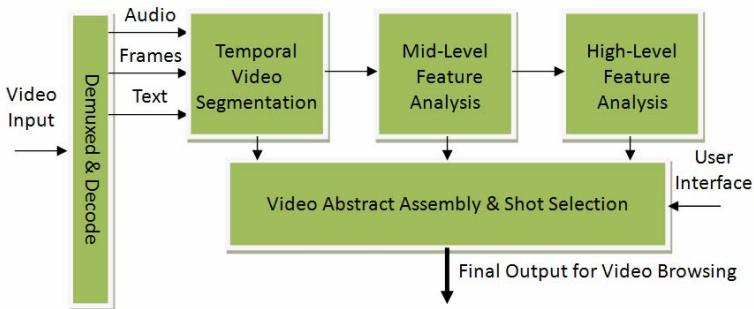 Audio
Frames
Text
Video
Input
Demuxed & Decode
Temporal
Video
Segmentation
Mid-Level
Feature
Analysis
High-Level
Feature
Analysis
User
Interface
Video Abstract Assembly & Shot Selection
Final Output for Video Browsing